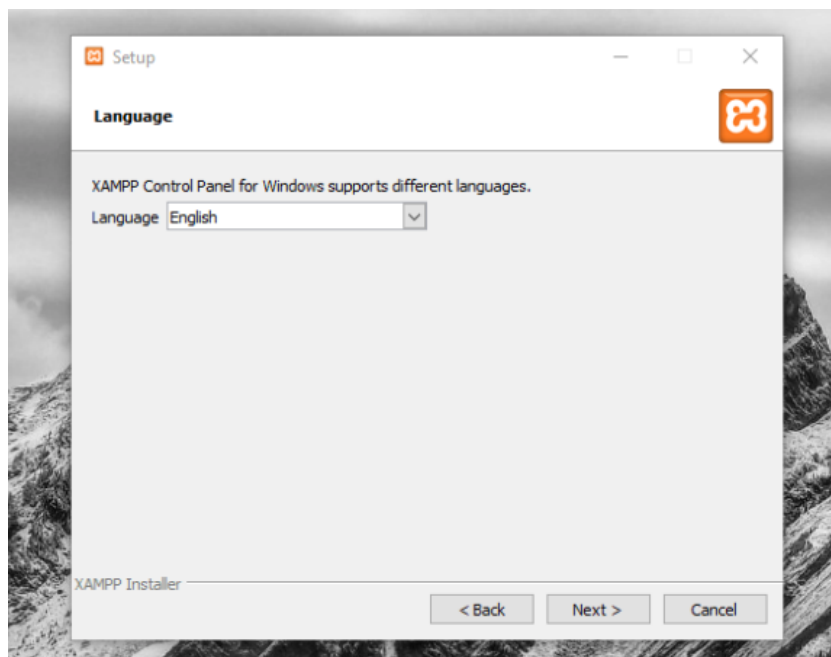 Setup
Language
XAMPP Control Panel for Windows supports different languages.
Language English
XAMPP Installer
< Back Next > Cancel